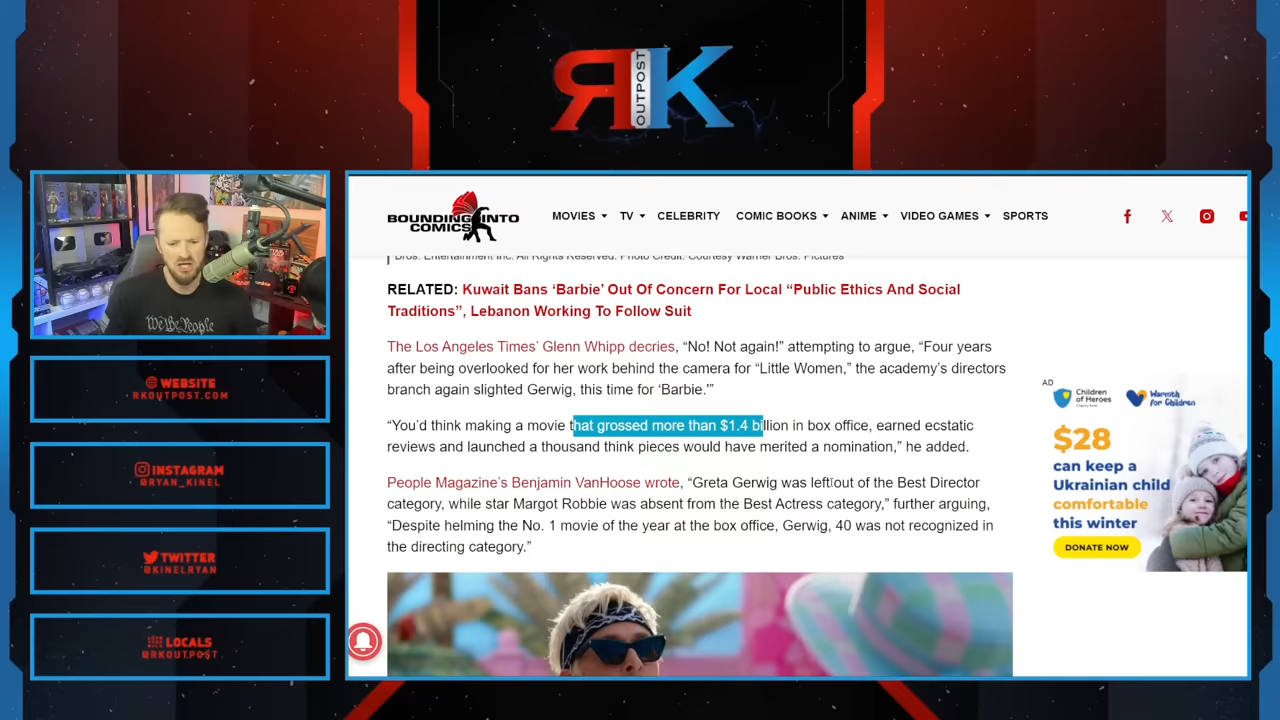 RK
OUTPOST
We The People
WEBSITE
RKOUTPOST.COM
INSTAGRAM
@RYAN_KINEL
TWITTER
@KINELRYAN
LOCALS
@RKOUTPOST
BOUNDING INTO
COMICS
MOVIES TV CELEBRITY COMIC BOOKS ANIME VIDEO GAMES SPORTS
Bros. Entertainment Inc. All Rights Reserved. Photo Credit: Courtesy Warner Bros. Pictures
RELATED: Kuwait Bans ‘Barbie’ Out Of Concern For Local “Public Ethics And Social
Traditions”, Lebanon Working To Follow Suit
The Los Angeles Times’ Glenn Whipp decries, “No! Not again!” attempting to argue, “Four years
after being overlooked for her work behind the camera for “Little Women,” the academy’s directors
branch again slighted Gerwig, this time for ‘Barbie.’”
“You’d think making a movie that grossed more than $1.4 billion in box office, earned ecstatic
reviews and launched a thousand think pieces would have merited a nomination,” he added.
People Magazine’s Benjamin VanHoose wrote, “Greta Gerwig was left out of the Best Director
category, while star Margot Robbie was absent from the Best Actress category,” further arguing,
“Despite helming the No. 1 movie of the year at the box office, Gerwig, 40 was not recognized in
the directing category.”
AD
Children
of Heroes
Warmth
for Children
$28
can keep a
Ukrainian child
comfortable
this winter
DONATE NOW